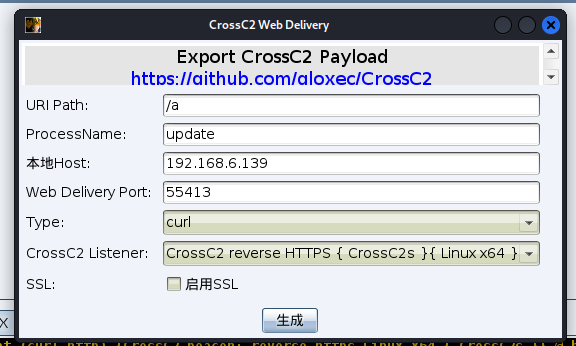 CrossC2 Web Delivery
Export CrossC2 Payload
https://github.com/gloxec/CrossC2
URI Path: /a
ProcessName: update
本地Host: 192.168.6.139
Web Delivery Port: 55413
Type: curl
CrossC2 Listener: CrossC2 reverse HTTPS { CrossC2s }{ Linux x64 }
SSL: 启用SSL
生成
X